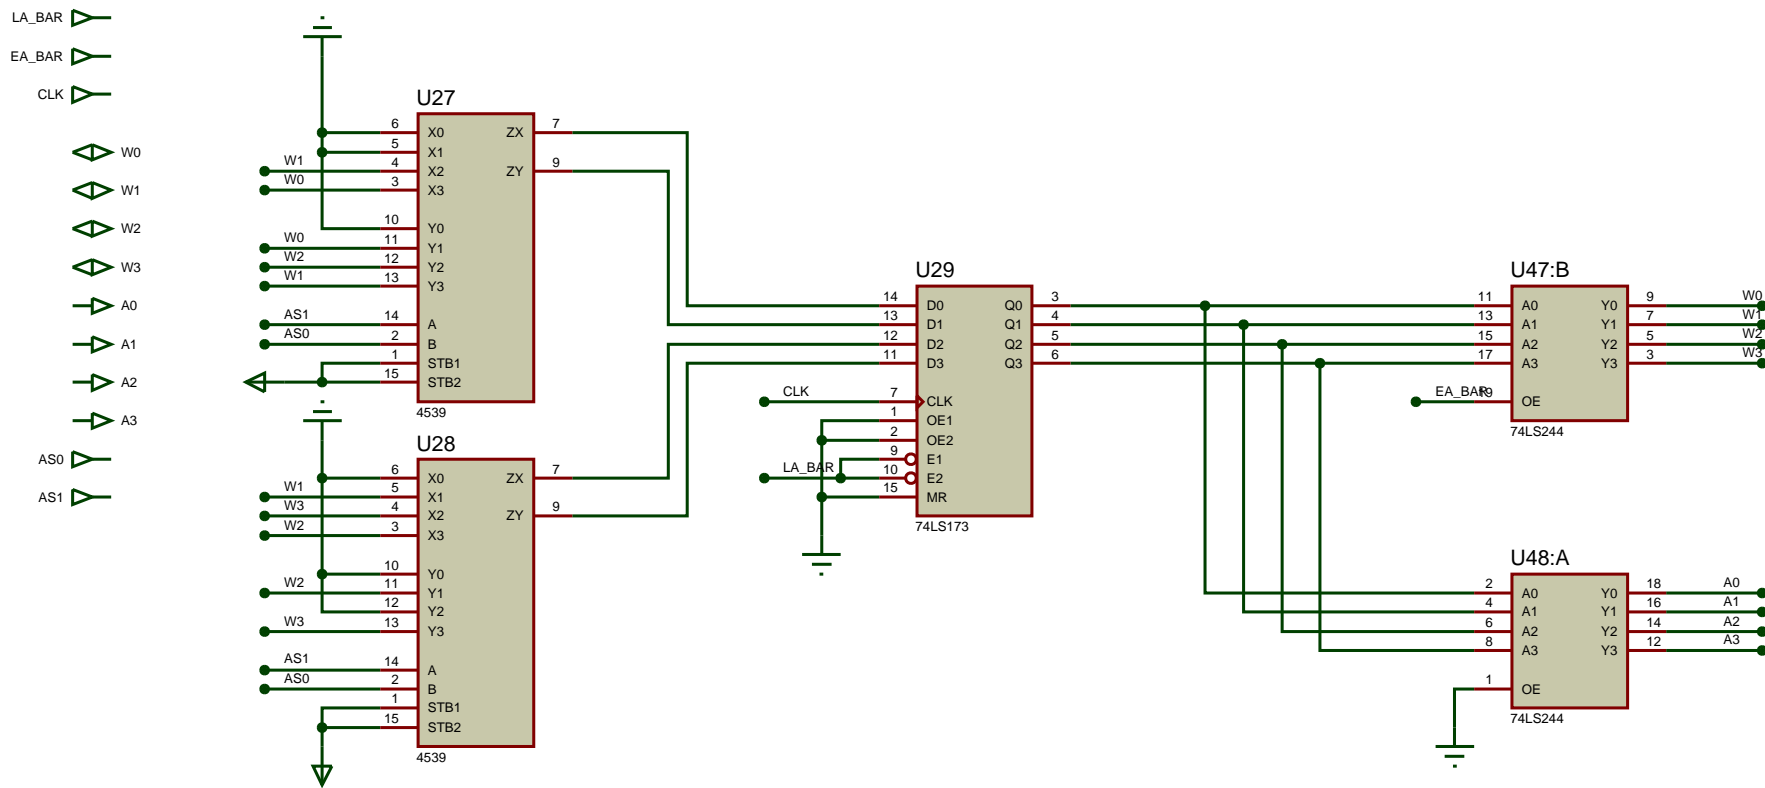 LA_BAR
EA_BAR
CLK
W0
W1
W2
W3
A0
A1
A2
A3
AS0
AS1
U27
6 X0 ZX 7
5 X1
W1 4 X2 ZY 9
W0 3 X3
10 Y0
W0 11 Y1
W2 12 Y2
W1 13 Y3
AS1 14 A
AS0 2 B
1 STB1
15 STB2
4539
U28
6 X0 ZX 7
W1 5 X1
W3 4 X2 ZY 9
W2 3 X3
10 Y0
W2 11 Y1
12 Y2
W3 13 Y3
AS1 14 A
AS0 2 B
1 STB1
15 STB2
4539
U29
14 D0 Q0 3
13 D1 Q1 4
12 D2 Q2 5
11 D3 Q3 6
CLK 7 CLK
1 OE1
2 OE2
9 E1
LA_BAR 10 E2
15 MR
74LS173
U47:B
11 A0 Y0 9 W0
13 A1 Y1 7 W1
15 A2 Y2 5 W2
17 A3 Y3 3 W3
EA_BAR 19 OE
74LS244
U48:A
2 A0 Y0 18 A0
4 A1 Y1 16 A1
6 A2 Y2 14 A2
8 A3 Y3 12 A3
1 OE
74LS244